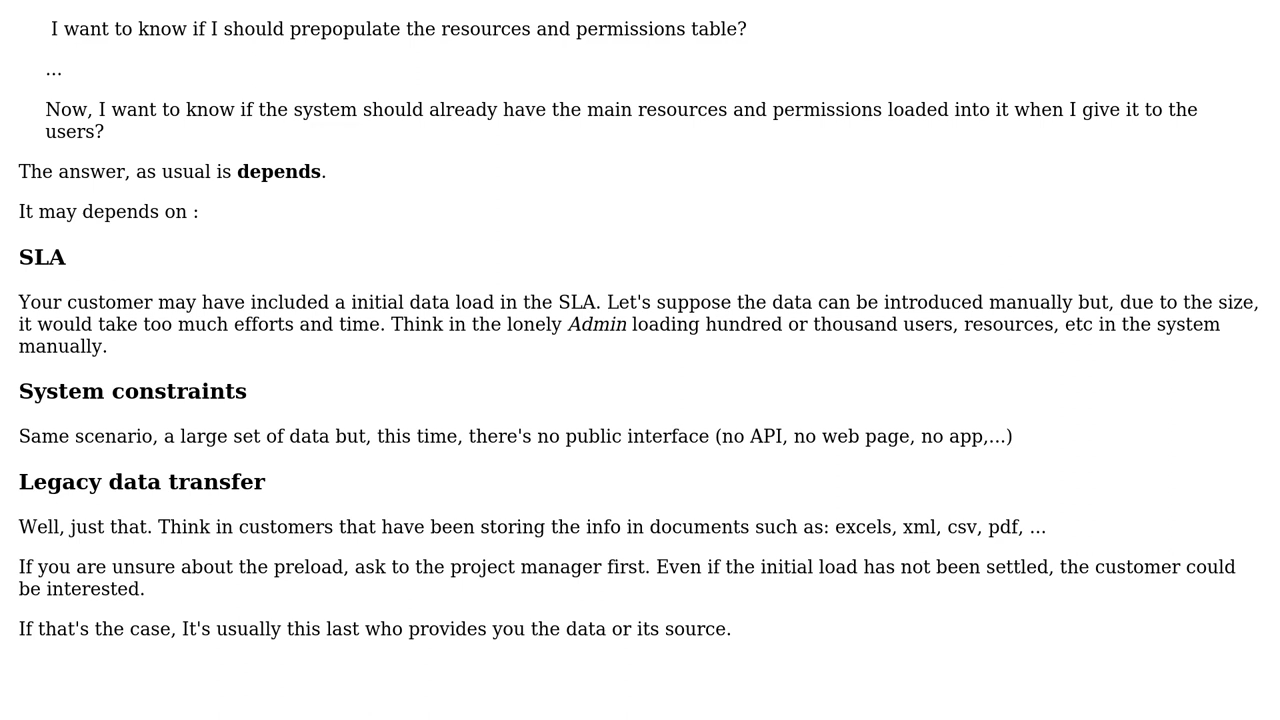 I want to know if I should prepopulate the resources and permissions table?
...
Now, I want to know if the system should already have the main resources and permissions loaded into it when I give it to the
users?
The answer, as usual is depends.
It may depends on :
SLA
Your customer may have included a initial data load in the SLA. Let's suppose the data can be introduced manually but, due to the size,
it would take too much efforts and time. Think in the lonely Admin loading hundred or thousand users, resources, etc in the system
manually.
System constraints
Same scenario, a large set of data but, this time, there's no public interface (no API, no web page, no app,...)
Legacy data transfer
Well, just that. Think in customers that have been storing the info in documents such as: excels, xml, csv, pdf, ...
If you are unsure about the preload, ask to the project manager first. Even if the initial load has not been settled, the customer could
be interested.
If that's the case, It's usually this last who provides you the data or its source.